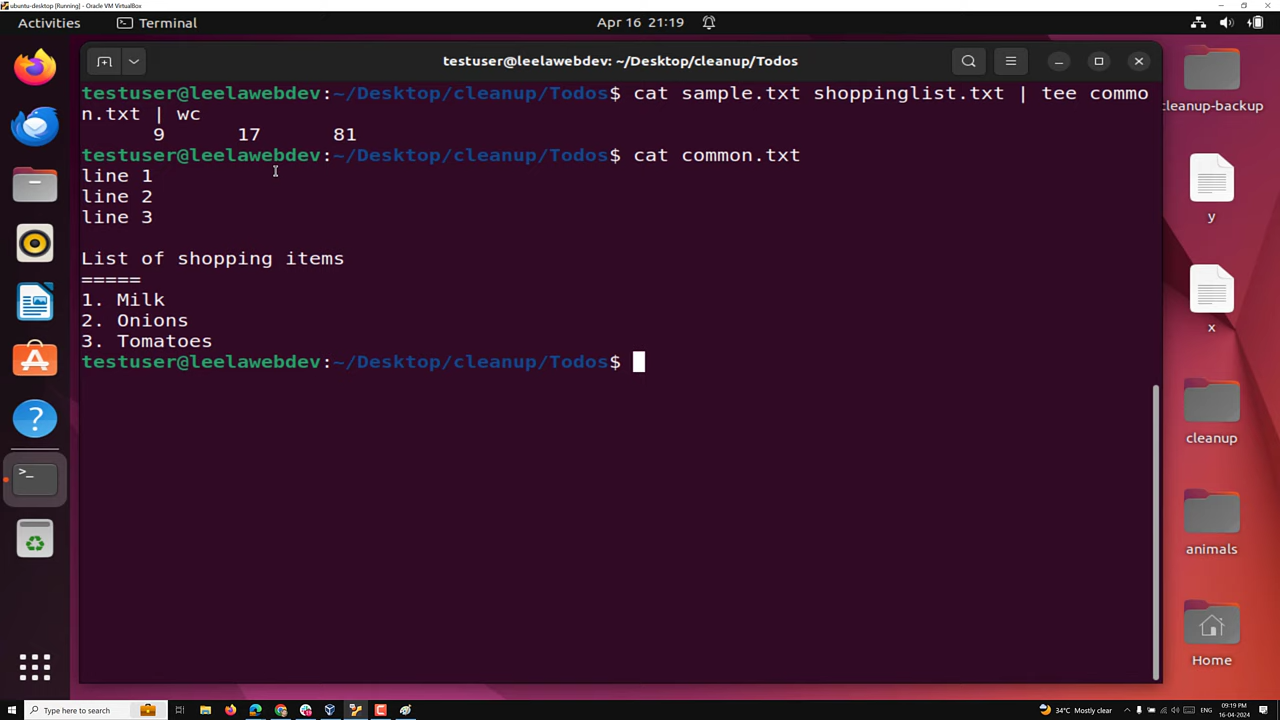 ubuntu-desktop [Running] - Oracle VM VirtualBox
Activities
Terminal
Apr 16 21:19
testuser@leelawebdev: ~/Desktop/cleanup/Todos
testuser@leelawebdev:~/Desktop/cleanup/Todos$ cat sample.txt shoppinglist.txt | tee commo
n.txt | wc
9 17 81
testuser@leelawebdev:~/Desktop/cleanup/Todos$ cat common.txt
line 1
line 2
line 3
List of shopping items
=====
1. Milk
2. Onions
3. Tomatoes
testuser@leelawebdev:~/Desktop/cleanup/Todos$
cleanup-backup
y
x
cleanup
animals
Home
Type here to search
34°C Mostly clear
ENG
09:19 PM
16-04-2024